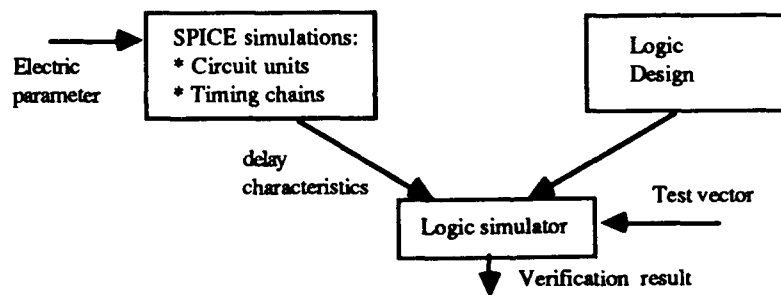 SPICE simulations:
* Circuit units
* Timing chains
Electric
parameter
Logic
Design
delay
characteristics
Test vector
Logic simulator
Verification result